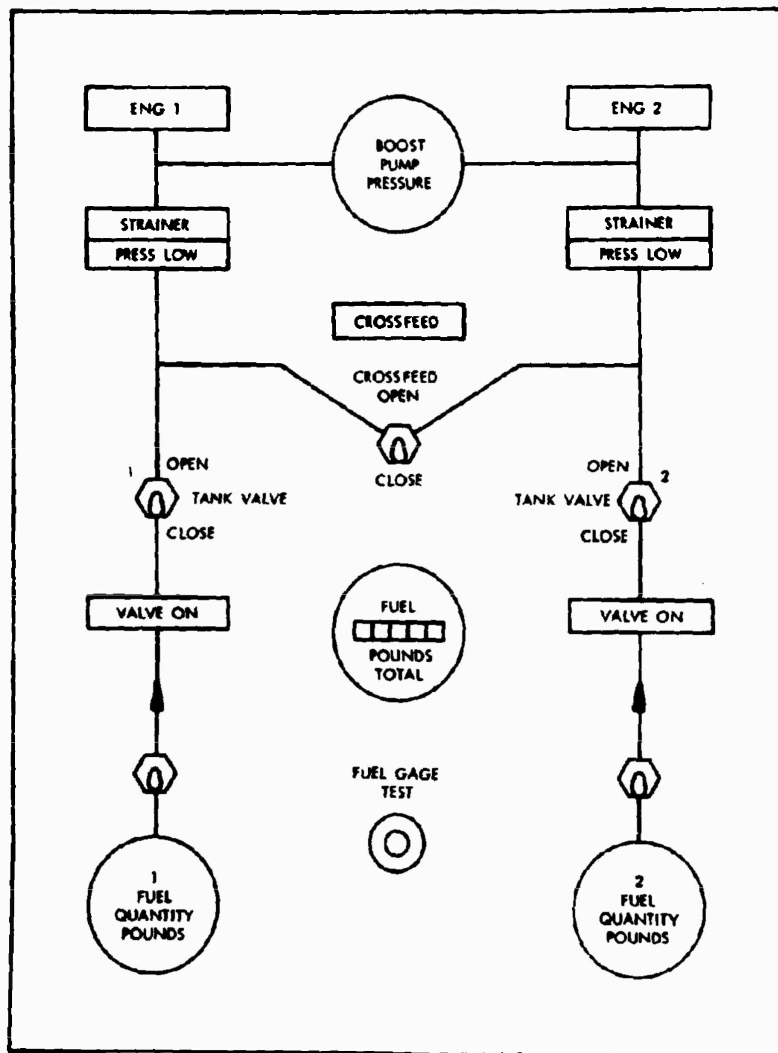 ENG 1
ENG 2
BOOST
PUMP
PRESSURE
STRAINER
PRESS LOW
STRAINER
PRESS LOW
CROSSFEED
CROSSFEED
OPEN
CLOSE
1
OPEN
TANK VALVE
CLOSE
OPEN
2
TANK VALVE
CLOSE
VALVE ON
FUEL
POUNDS
TOTAL
VALVE ON
FUEL GAGE
TEST
1
FUEL
QUANTITY
POUNDS
2
FUEL
QUANTITY
POUNDS